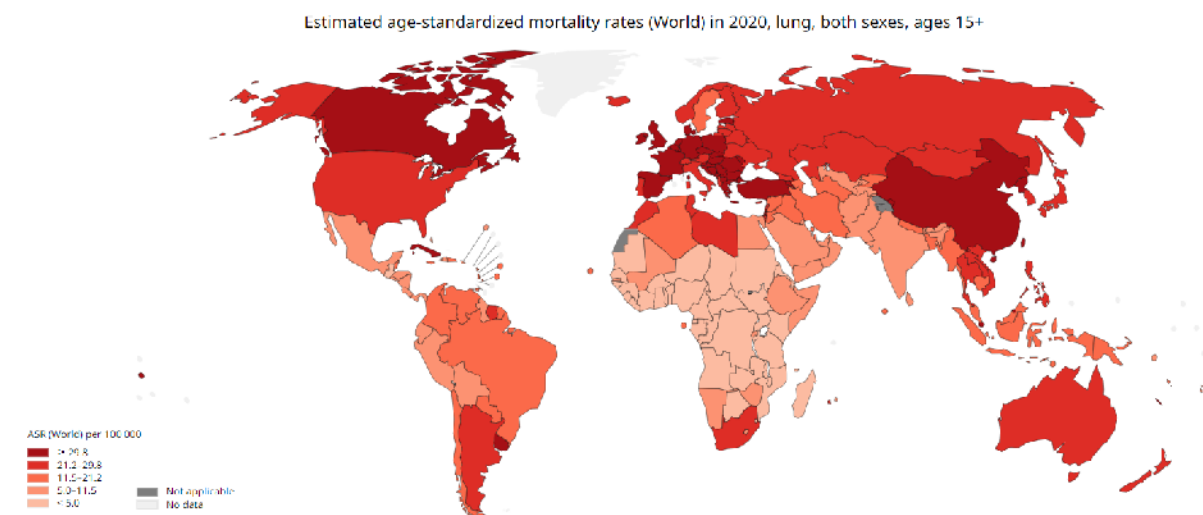 Estimated age-standardized mortality rates (World) in 2020, lung, both sexes, ages 15+
ASR (World) per 100 000
≥ 29.8
21.2–29.8
11.5–21.2
5.0–11.5
< 5.0
Not applicable
No data